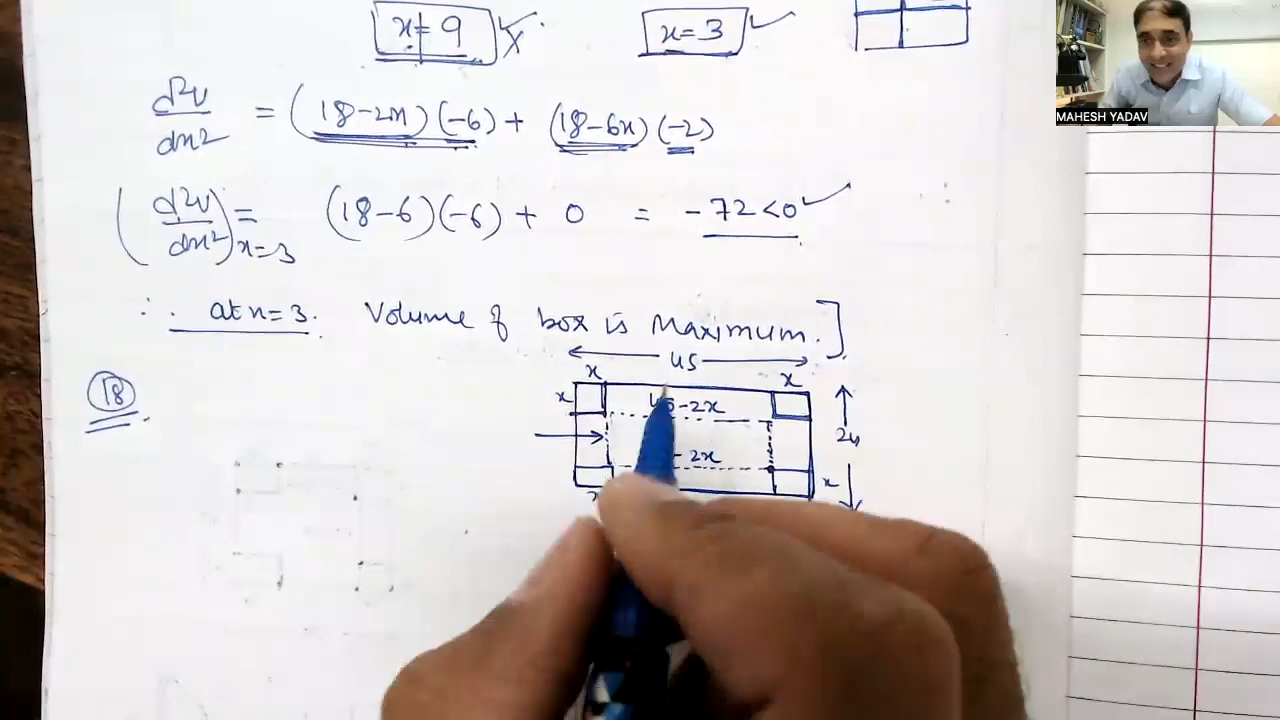 x = 9 x = 3
MAHESH YADAV
d²v/dx² = (18-2x)(-6) + (18-6x)(-2)
(d²v/dx²)x=3 = (18-6)(-6) + 0 = -72<0
∴ at x=3. Volume of box is Maximum.]
45
x x
18
x -2x 24
-2x x